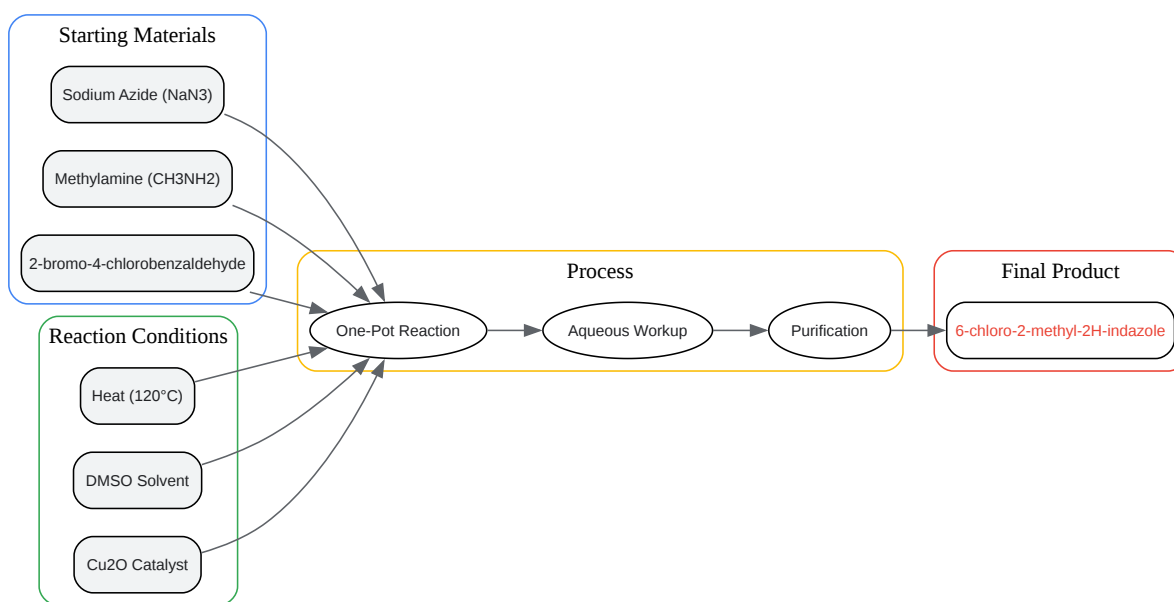 Starting Materials
Sodium Azide (NaN3)
Methylamine (CH3NH2)
2-bromo-4-chlorobenzaldehyde
Reaction Conditions
Heat (120°C)
DMSO Solvent
Cu2O Catalyst
Process
One-Pot Reaction
Aqueous Workup
Purification
Final Product
6-chloro-2-methyl-2H-indazole